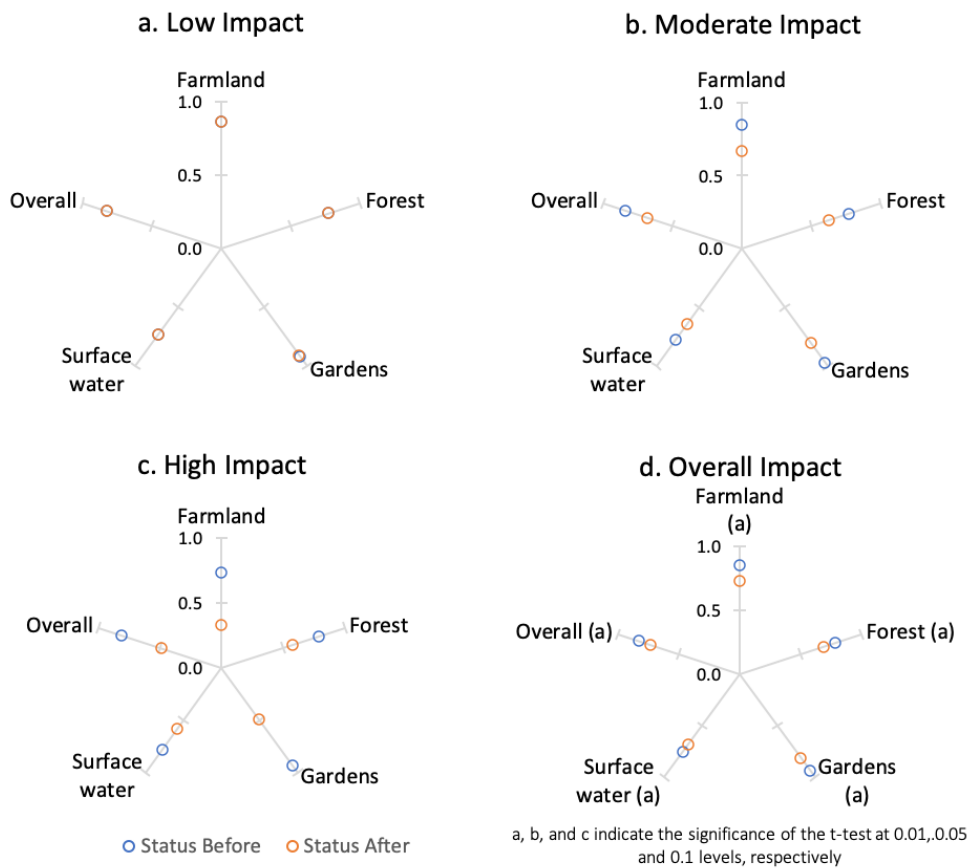 a. Low Impact
Farmland
1.0
0.5
0.0
Overall
Forest
Surface
water
Gardens
b. Moderate Impact
Farmland
1.0
0.5
0.0
Overall
Forest
Surface
water
Gardens
c. High Impact
Farmland
1.0
0.5
0.0
Overall
Forest
Surface
water
Gardens
d. Overall Impact
Farmland
(a)
1.0
0.5
0.0
Overall (a)
Forest (a)
Surface
water (a)
Gardens
(a)
Status Before
Status After
a, b, and c indicate the significance of the t-test at 0.01,.0.05
and 0.1 levels, respectively